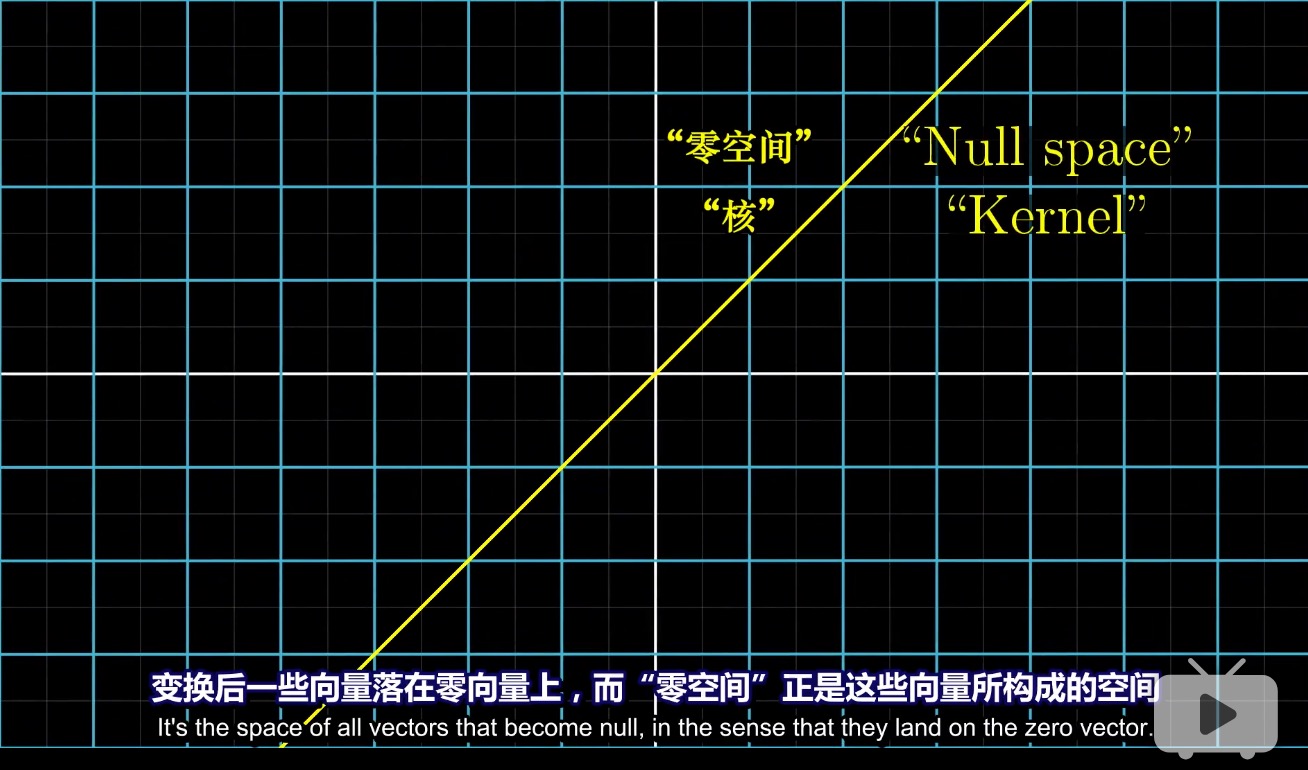 “零空间”
“Null space”
“核”
“Kernel”
变换后一些向量落在零向量上，而“零空间”正是这些向量所构成的空间
It's the space of all vectors that become null, in the sense that they land on the zero vector.